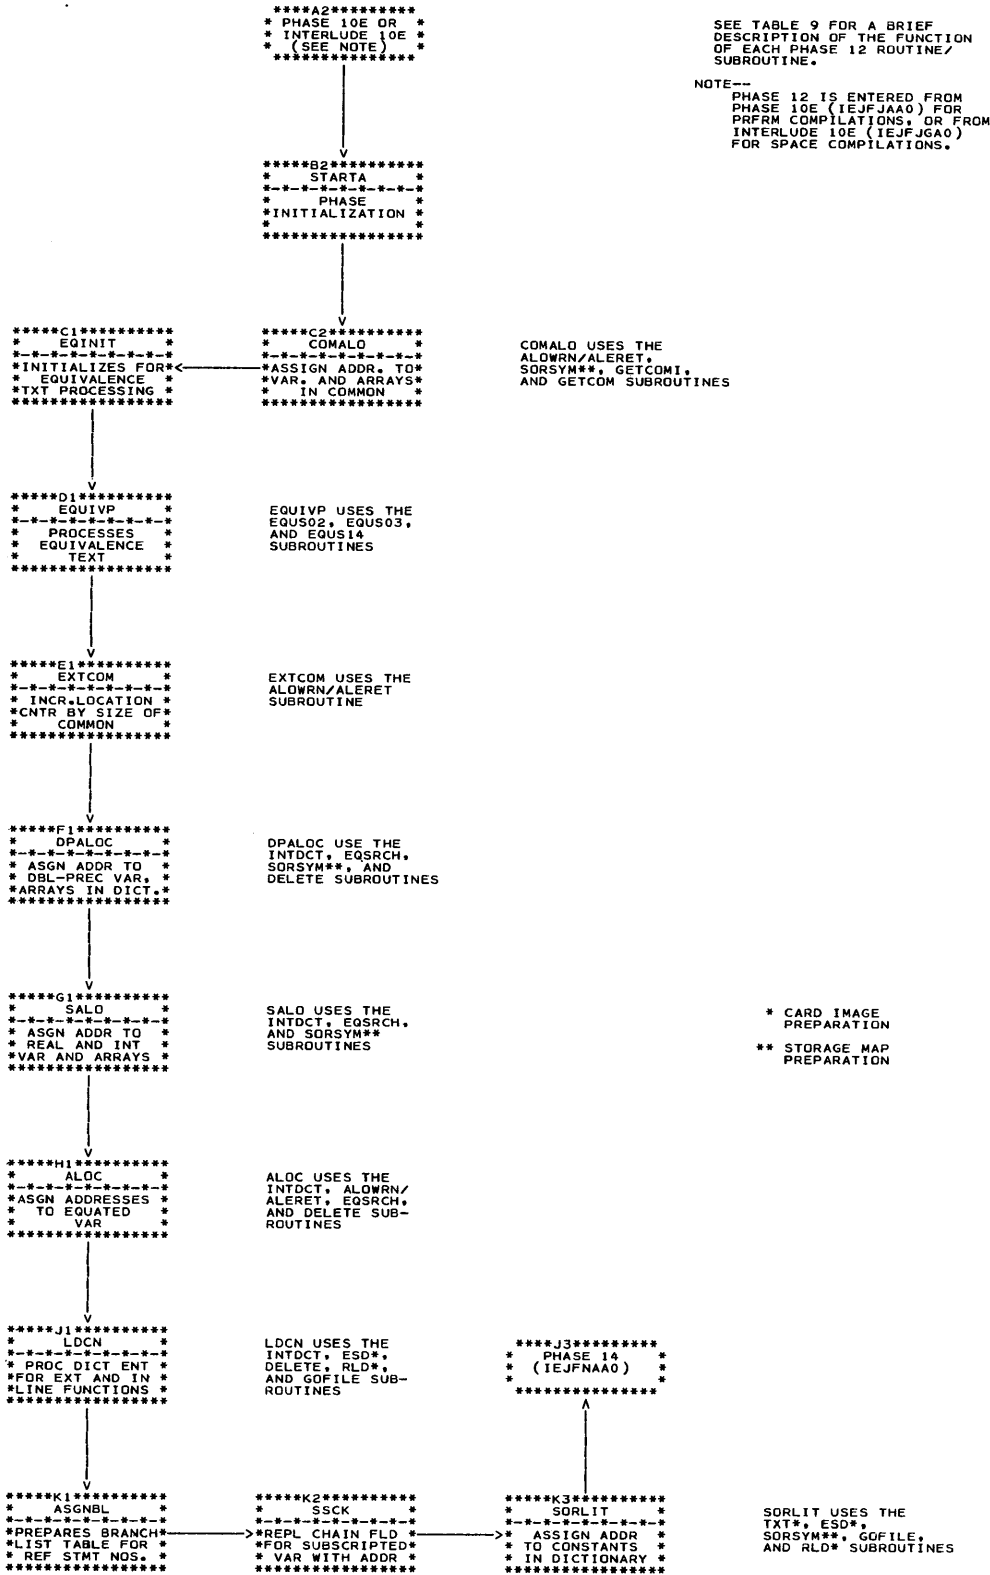 ****A2*********
* PHASE 10E OR *
* INTERLUDE 10E *
* (SEE NOTE) *
***************
SEE TABLE 9 FOR A BRIEF
DESCRIPTION OF THE FUNCTION
OF EACH PHASE 12 ROUTINE/
SUBROUTINE.
NOTE--
PHASE 12 IS ENTERED FROM
PHASE 10E (IEJFJAA0) FOR
PRFRM COMPILATIONS, OR FROM
INTERLUDE 10E (IEJFJGA0)
FOR SPACE COMPILATIONS.
*****B2**********
* STARTA *
*-*-*-*-*-*-*-*-*
* PHASE *
*INITIALIZATION *
* *
*****************
*****C1**********
* EQINIT *
*-*-*-*-*-*-*-*-*
*INITIALIZES FOR*
* EQUIVALENCE *
*TXT PROCESSING *
*****************
*****C2**********
* COMALO *
*-*-*-*-*-*-*-*-*
*ASSIGN ADDR. TO*
*VAR. AND ARRAYS*
* IN COMMON *
*****************
COMALO USES THE
ALOWRN/ALERET,
SORSYM**, GETCOMI,
AND GETCOM SUBROUTINES
*****D1**********
* EQUIVP *
*-*-*-*-*-*-*-*-*
* PROCESSES *
* EQUIVALENCE *
* TEXT *
*****************
EQUIVP USES THE
EQUS02, EQUS03,
AND EQUS14
SUBROUTINES
*****E1**********
* EXTCOM *
*-*-*-*-*-*-*-*-*
* INCR.LOCATION *
*CNTR BY SIZE OF*
* COMMON *
*****************
EXTCOM USES THE
ALOWRN/ALERET
SUBROUTINE
*****F1**********
* DPALOC *
*-*-*-*-*-*-*-*-*
* ASGN ADDR TO *
* DBL-PREC VAR, *
*ARRAYS IN DICT.*
*****************
DPALOC USE THE
INTDCT, EQSRCH,
SORSYM**, AND
DELETE SUBROUTINES
*****G1**********
* SALO *
*-*-*-*-*-*-*-*-*
* ASGN ADDR TO *
* REAL AND INT *
*VAR AND ARRAYS *
*****************
SALO USES THE
INTDCT, EQSRCH,
AND SORSYM**
SUBROUTINES
* CARD IMAGE
PREPARATION
** STORAGE MAP
PREPARATION
*****H1**********
* ALOC *
*-*-*-*-*-*-*-*-*
*ASGN ADDRESSES *
* TO EQUATED *
* VAR *
*****************
ALOC USES THE
INTDCT, ALOWRN/
ALERET, EQSRCH,
AND DELETE SUB-
ROUTINES
*****J1**********
* LDCN *
*-*-*-*-*-*-*-*-*
* PROC DICT ENT *
*FOR EXT AND IN *
*LINE FUNCTIONS *
*****************
LDCN USES THE
INTDCT, ESD*,
DELETE, RLD*,
AND GOFILE SUB-
ROUTINES
****J3*********
* PHASE 14 *
* (IEJFNAA0) *
* *
***************
*****K1**********
* ASGNBL *
*-*-*-*-*-*-*-*-*
*PREPARES BRANCH*
*LIST TABLE FOR *
* REF STMT NOS. *
*****************
*****K2**********
* SSCK *
*-*-*-*-*-*-*-*-*
*REPL CHAIN FLD *
*FOR SUBSCRIPTED*
* VAR WITH ADDR *
*****************
*****K3**********
* SORLIT *
*-*-*-*-*-*-*-*-*
* ASSIGN ADDR *
* TO CONSTANTS *
* IN DICTIONARY *
*****************
SORLIT USES THE
TXT*, ESD*,
SORSYM**, GOFILE,
AND RLD* SUBROUTINES